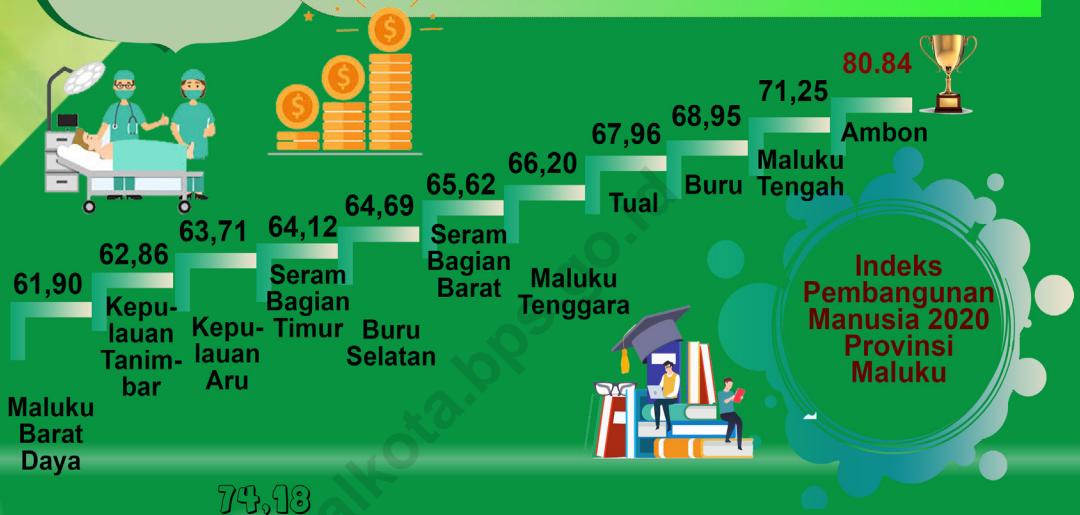 61,90
Maluku
Barat
Daya
62,86
Kepu-
lauan
Tanim-
bar
63,71
Kepu-
lauan
Aru
64,12
Seram
Bagian
Timur
64,69
Buru
Selatan
65,62
Seram
Bagian
Barat
66,20
Maluku
Tenggara
67,96
Tual
68,95
Buru
71,25
Maluku
Tengah
80.84
Ambon
Indeks
Pembangunan
Manusia 2020
Provinsi
Maluku
74,18